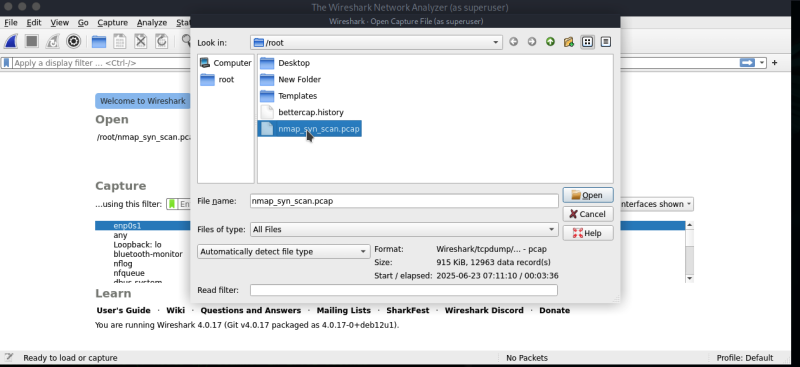 The Wireshark Network Analyzer (as superuser)
File Edit View Go Capture Analyze Sta
Wireshark · Open Capture File (as superuser)
Look in: /root
Apply a display filter ... <Ctrl-/>
+
Computer
root
Desktop
New Folder
Templates
bettercap.history
nmap_syn_scan.pcap
Welcome to Wireshark
Open
/root/nmap_syn_scan.pca
Capture
...using this filter: En
nterfaces shown
enp0s1
any
Loopback: lo
bluetooth-monitor
nflog
nfqueue
dbus-system
File name: nmap_syn_scan.pcap
Open
Cancel
Files of type: All Files
Help
Automatically detect file type
Format: Wireshark/tcpdump/... - pcap
Size: 915 KiB, 12963 data record(s)
Start / elapsed: 2025-06-23 07:11:10 / 00:03:36
Read filter:
Learn
User's Guide · Wiki · Questions and Answers · Mailing Lists · SharkFest · Wireshark Discord · Donate
You are running Wireshark 4.0.17 (Git v4.0.17 packaged as 4.0.17-0+deb12u1).
Ready to load or capture
No Packets
Profile: Default